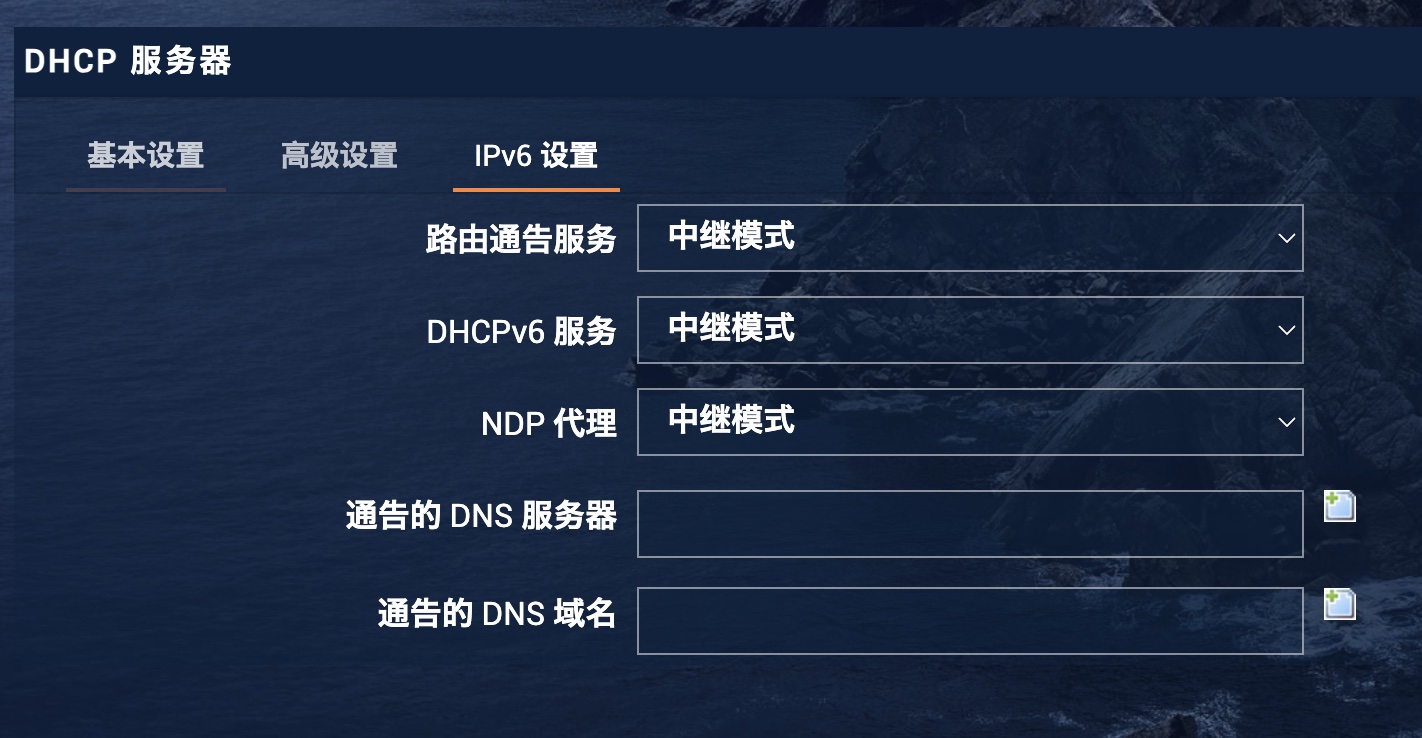 DHCP 服务器
基本设置 高级设置 IPv6 设置
路由通告服务 中继模式
DHCPv6 服务 中继模式
NDP 代理 中继模式
通告的 DNS 服务器
通告的 DNS 域名